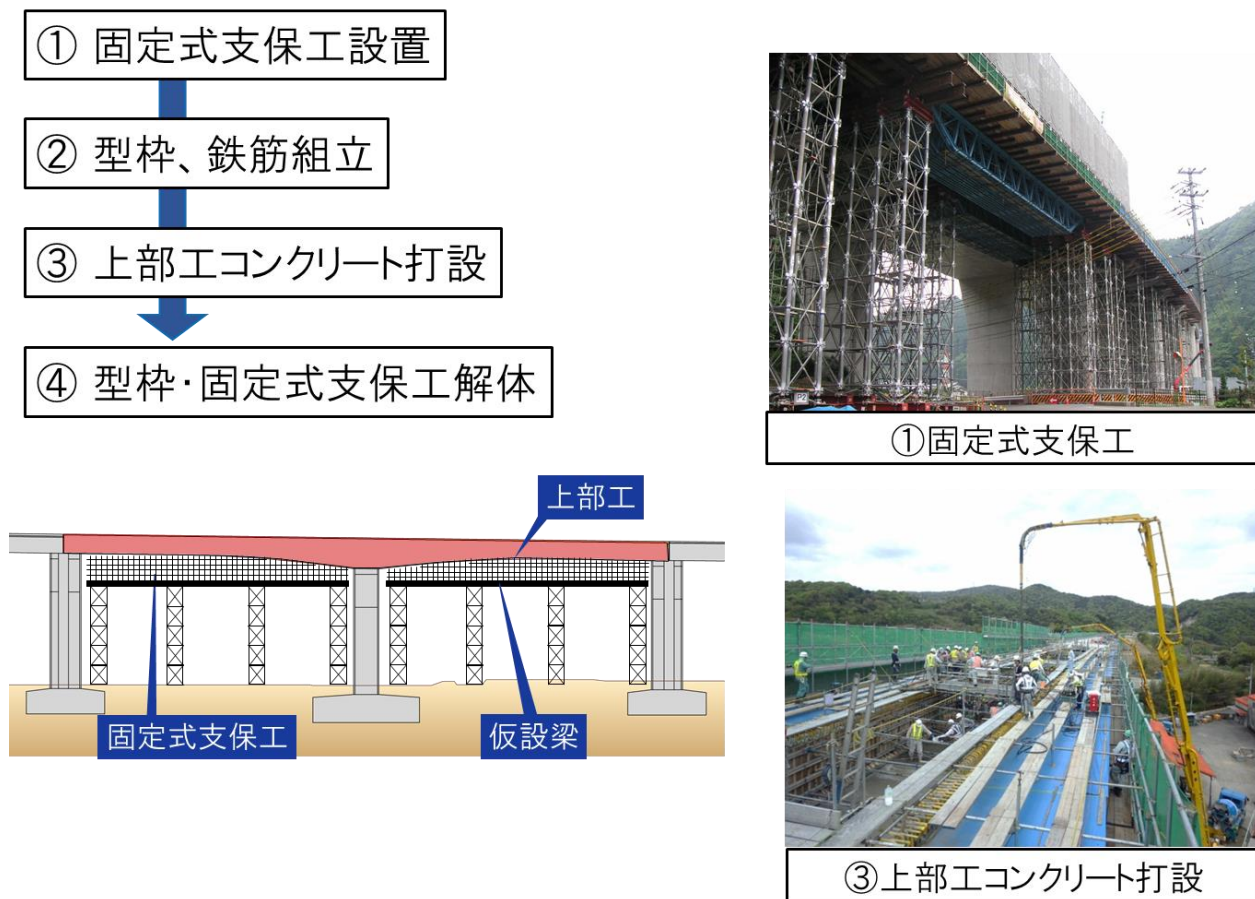 ① 固定式支保工設置
② 型枠、鉄筋組立
③ 上部工コンクリート打設
④ 型枠・固定式支保工解体
P2
①固定式支保工
上部工
固定式支保工
仮設梁
③上部工コンクリート打設